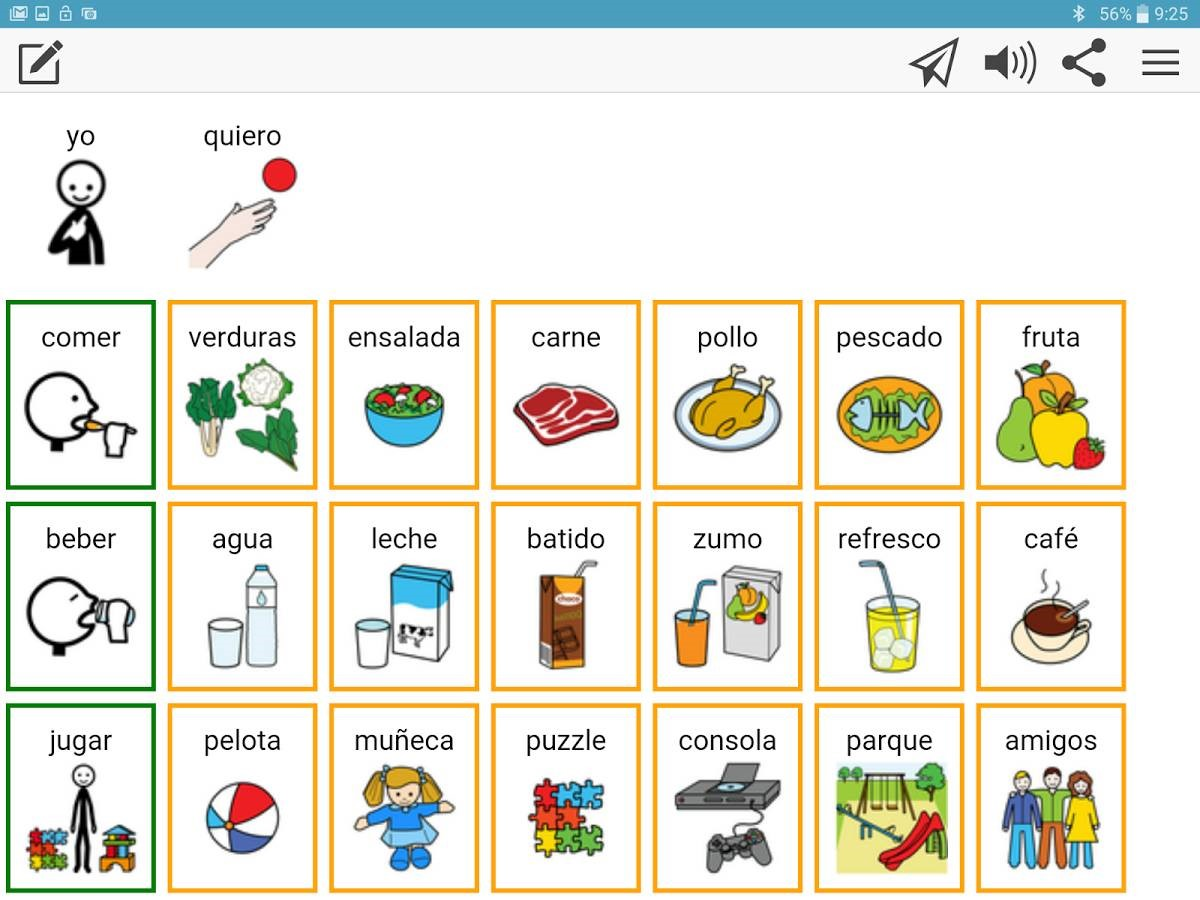 56% 9:25
yo quiero
comer verduras ensalada carne pollo pescado fruta
beber agua leche batido zumo refresco café
choco
jugar pelota muñeca puzzle consola parque amigos